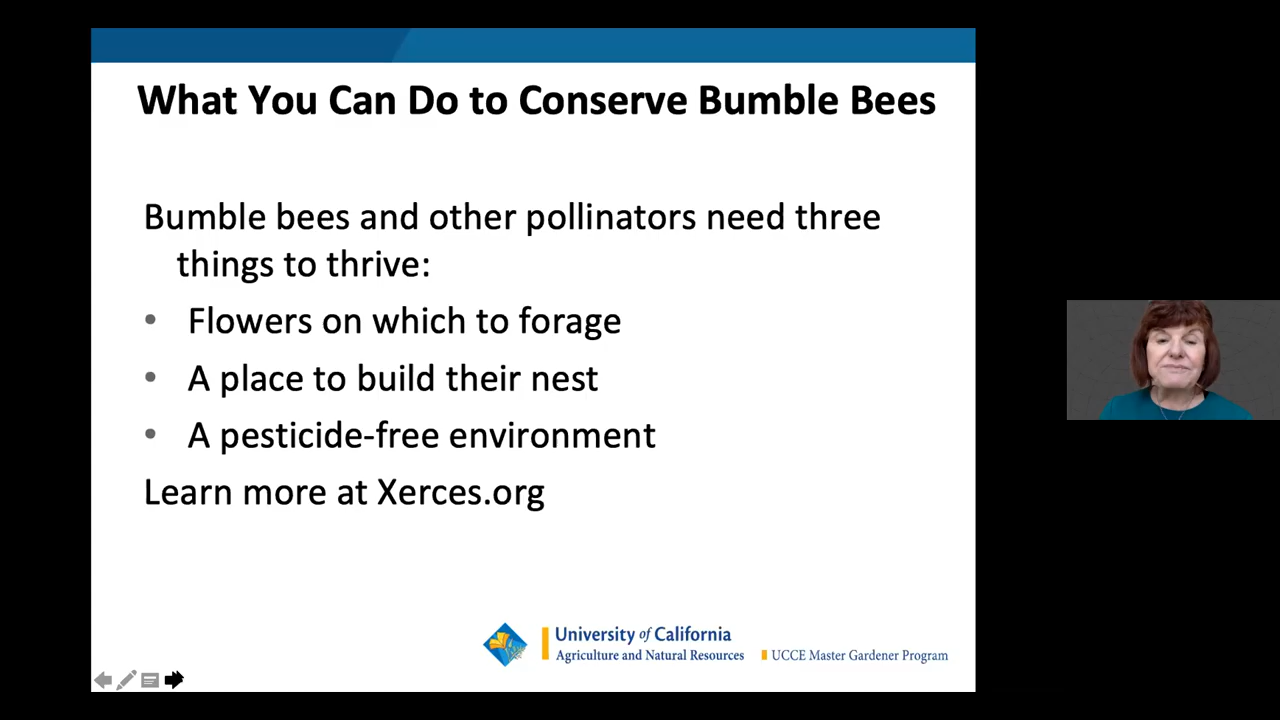 What You Can Do to Conserve Bumble Bees
Bumble bees and other pollinators need three
things to thrive:
• Flowers on which to forage
• A place to build their nest
• A pesticide-free environment
Learn more at Xerces.org
University of California
Agriculture and Natural Resources
UCCE Master Gardener Program